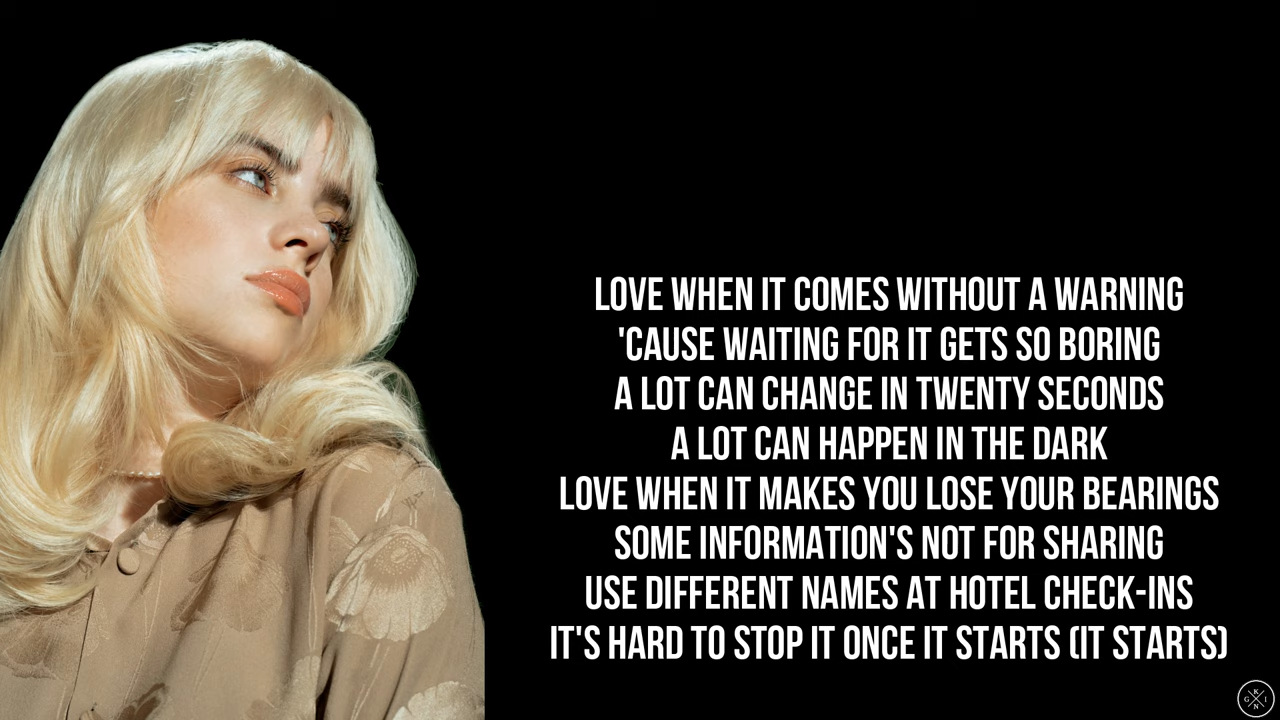 LOVE WHEN IT COMES WITHOUT A WARNING
'CAUSE WAITING FOR IT GETS SO BORING
A LOT CAN CHANGE IN TWENTY SECONDS
A LOT CAN HAPPEN IN THE DARK
LOVE WHEN IT MAKES YOU LOSE YOUR BEARINGS
SOME INFORMATION'S NOT FOR SHARING
USE DIFFERENT NAMES AT HOTEL CHECK-INS
IT'S HARD TO STOP IT ONCE IT STARTS (IT STARTS)
K
G I
N